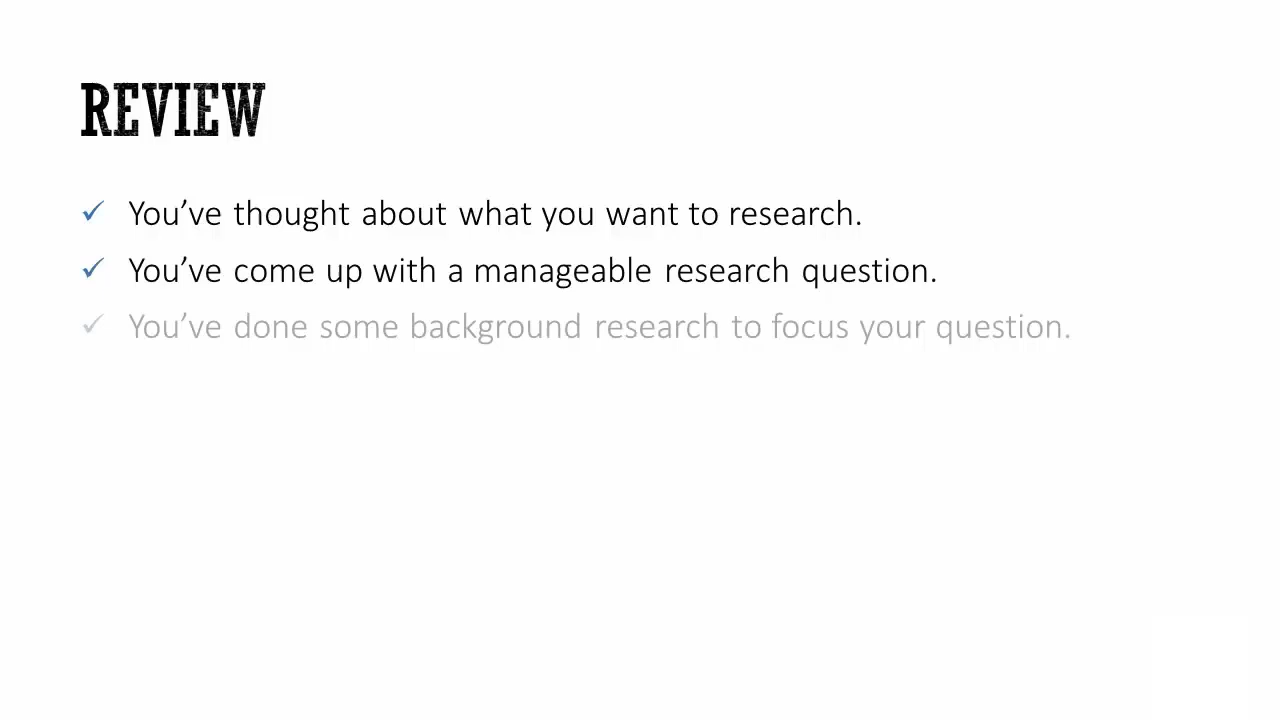 REVIEW
You’ve thought about what you want to research.
You’ve come up with a manageable research question.
You’ve done some background research to focus your question.